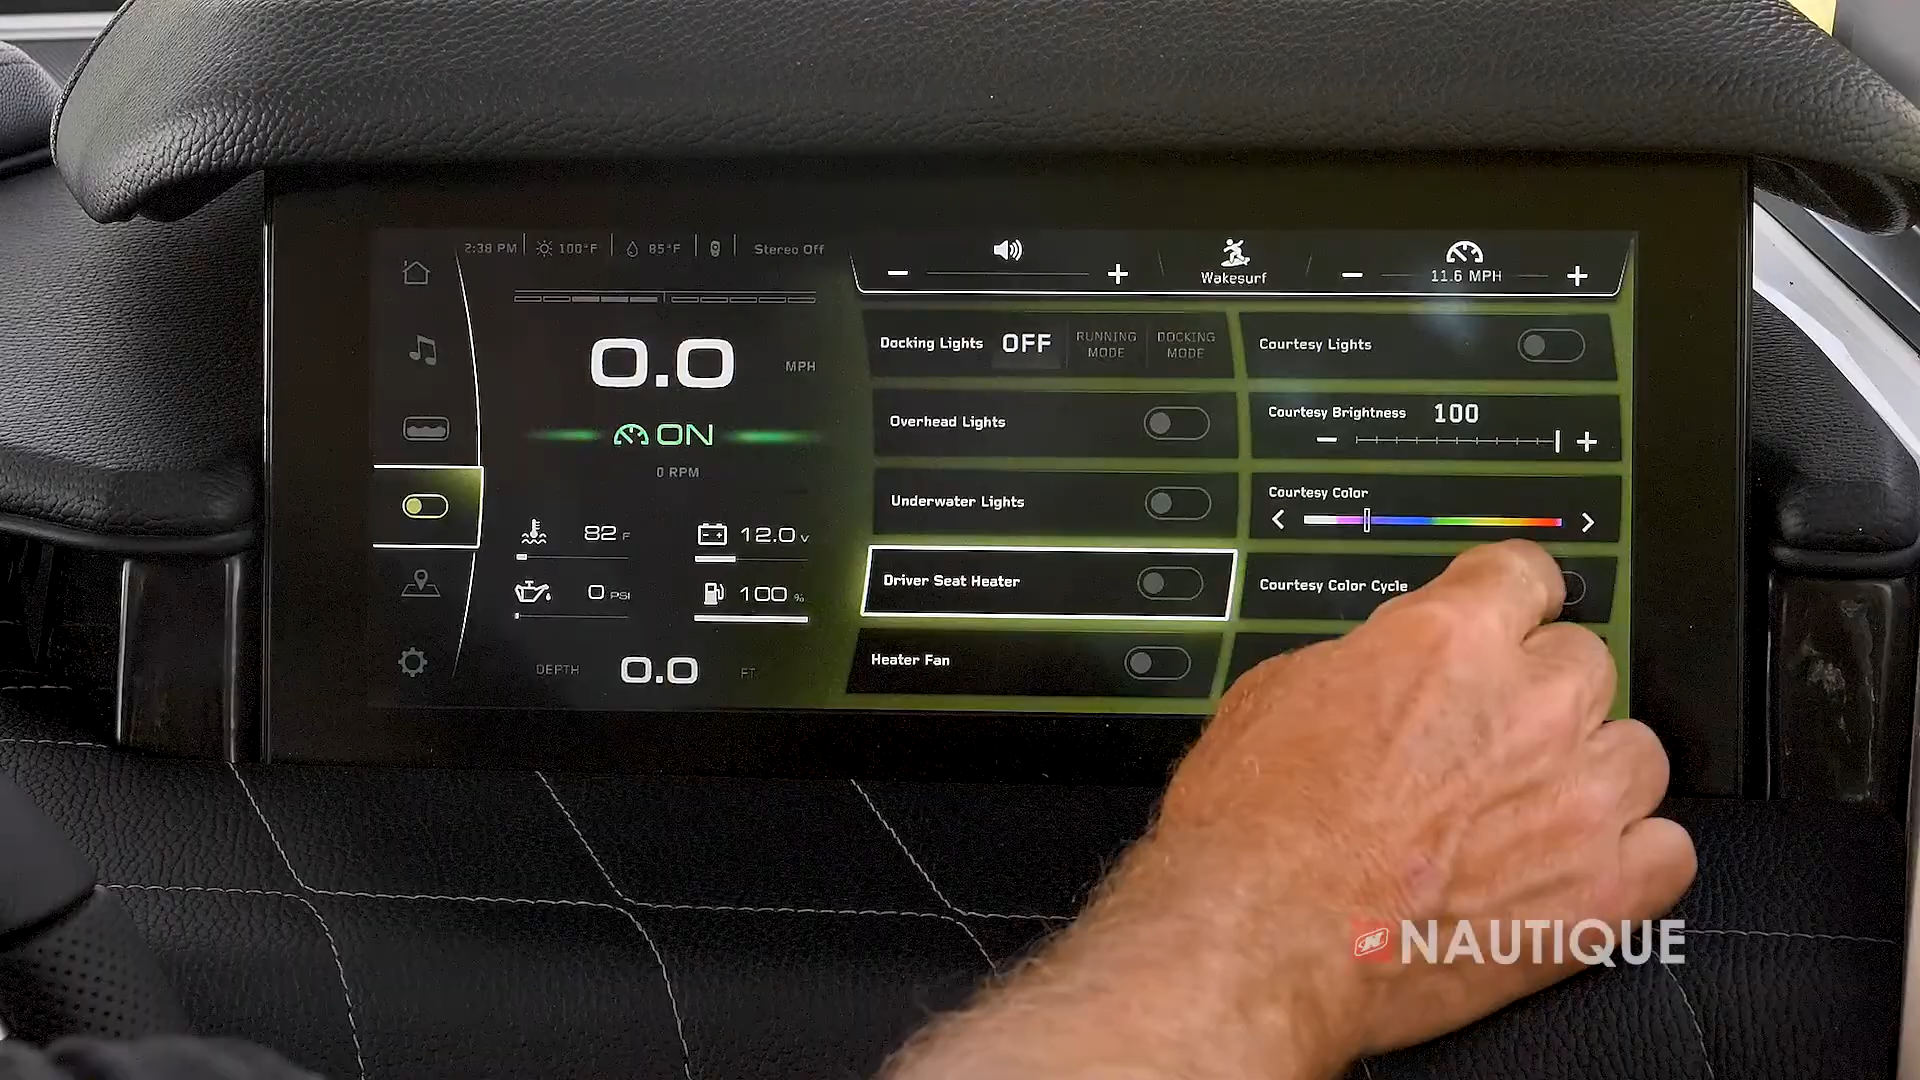 2:38 PM
100°F
85°F
Stereo Off
Wakesurf
11.6 MPH
0.0 MPH
ON
0 RPM
82 F
12.0 V
0 PSI
100 %
DEPTH 0.0 FT
Docking Lights OFF RUNNING MODE DOCKING MODE
Overhead Lights
Underwater Lights
Driver Seat Heater
Heater Fan
Courtesy Lights
Courtesy Brightness 100
Courtesy Color
Courtesy Color Cycle
NAUTIQUE